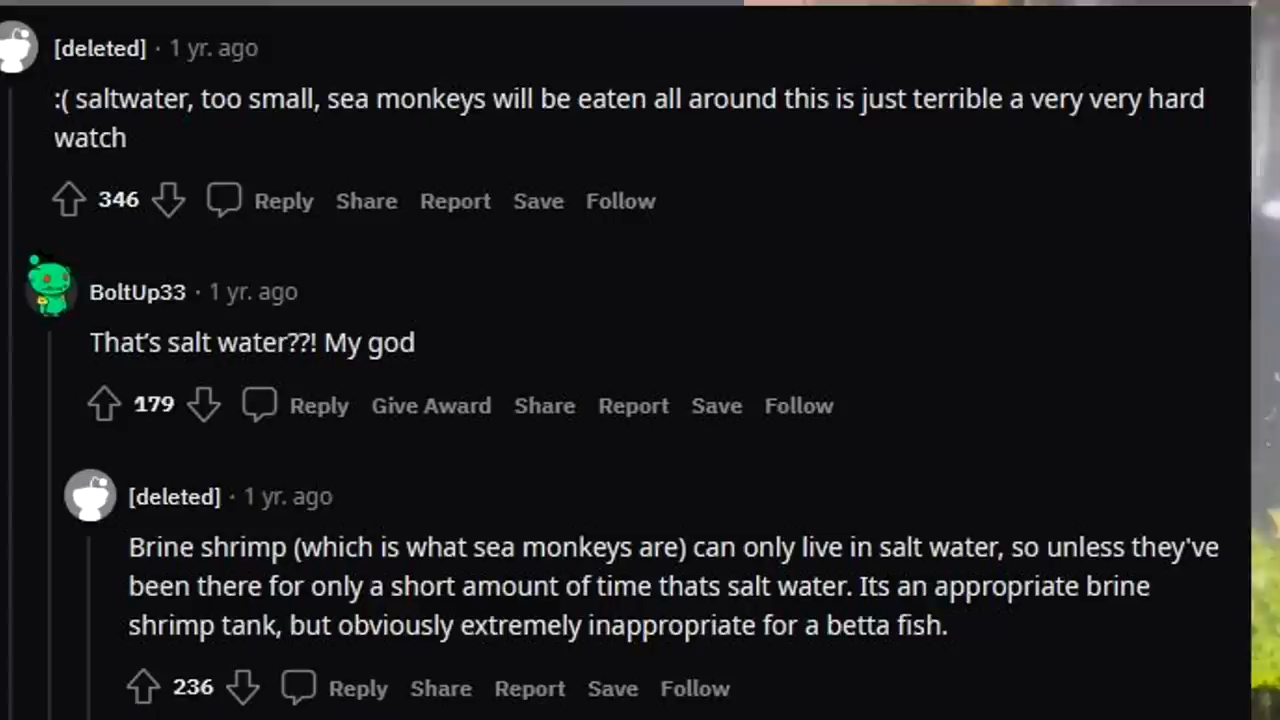 [deleted] · 1 yr. ago
:( saltwater, too small, sea monkeys will be eaten all around this is just terrible a very very hard
watch
346 Reply Share Report Save Follow
BoltUp33 · 1 yr. ago
That’s salt water??! My god
179 Reply Give Award Share Report Save Follow
[deleted] · 1 yr. ago
Brine shrimp (which is what sea monkeys are) can only live in salt water, so unless they've
been there for only a short amount of time thats salt water. Its an appropriate brine
shrimp tank, but obviously extremely inappropriate for a betta fish.
236 Reply Share Report Save Follow